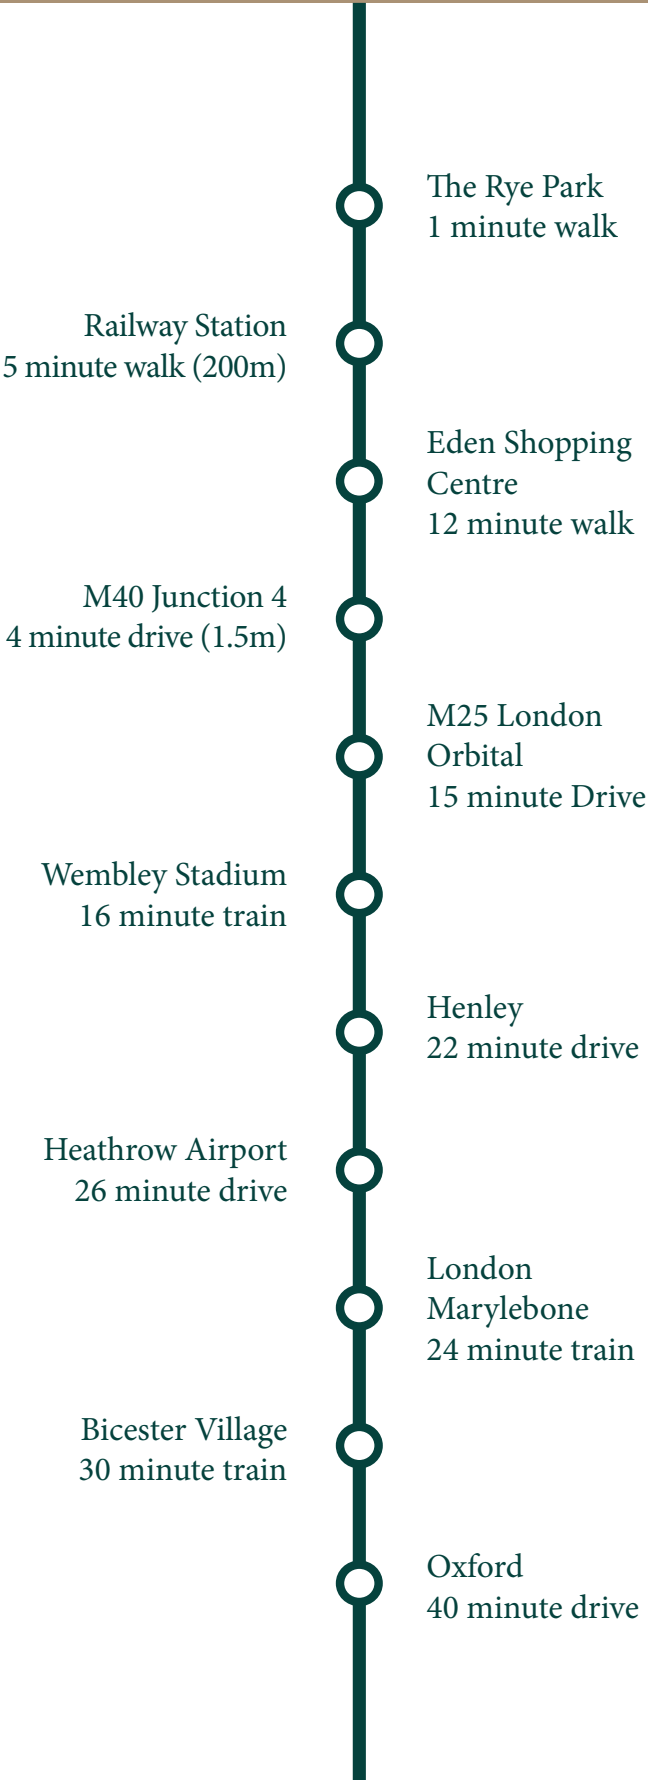 The Rye Park
1 minute walk
Railway Station
5 minute walk (200m)
Eden Shopping
Centre
12 minute walk
M40 Junction 4
4 minute drive (1.5m)
M25 London
Orbital
15 minute Drive
Wembley Stadium
16 minute train
Henley
22 minute drive
Heathrow Airport
26 minute drive
London
Marylebone
24 minute train
Bicester Village
30 minute train
Oxford
40 minute drive